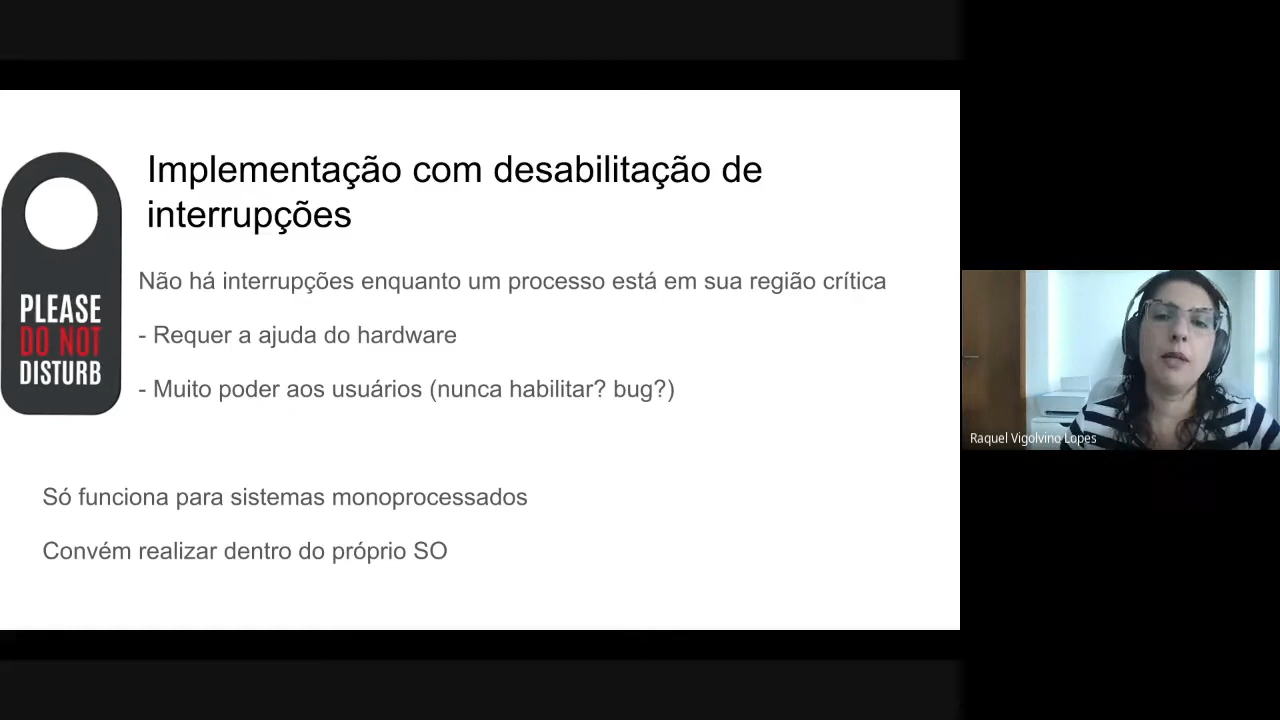 Implementação com desabilitação de
interrupções
PLEASE
DO NOT
DISTURB
Não há interrupções enquanto um processo está em sua região crítica
- Requer a ajuda do hardware
- Muito poder aos usuários (nunca habilitar? bug?)
Só funciona para sistemas monoprocessados
Convém realizar dentro do próprio SO
Raquel Vigolvino Lopes